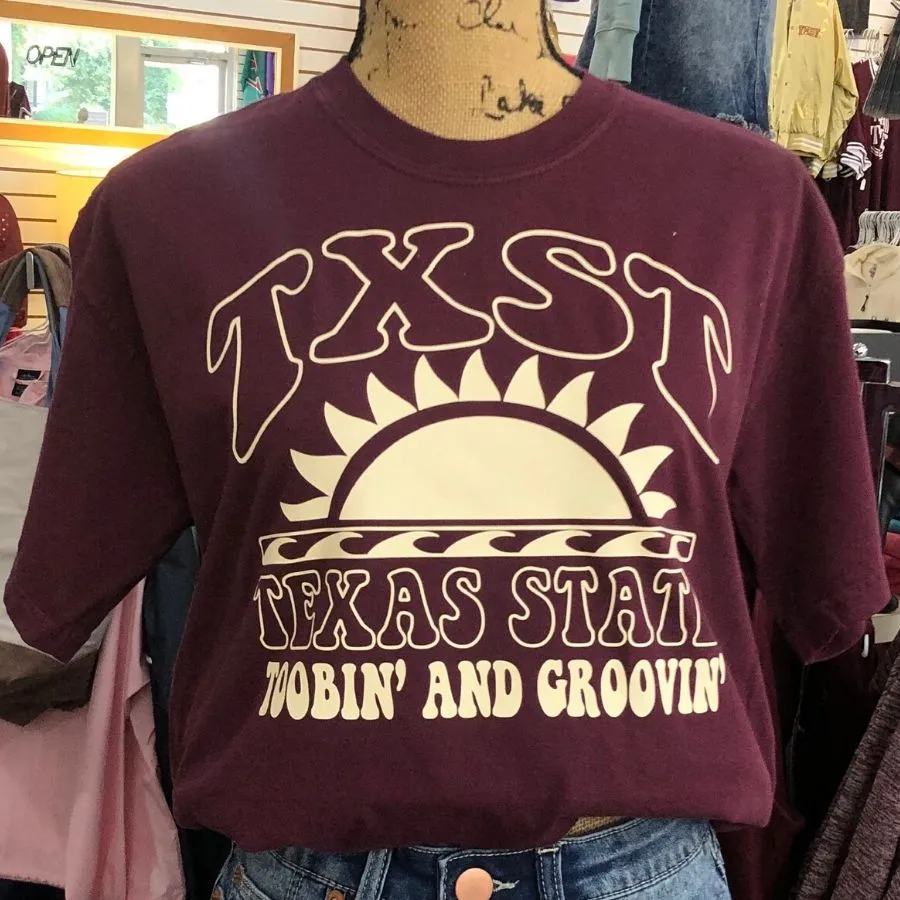 OPEN
TXST
TEXAS STATE
TOOBIN' AND GROOVIN'